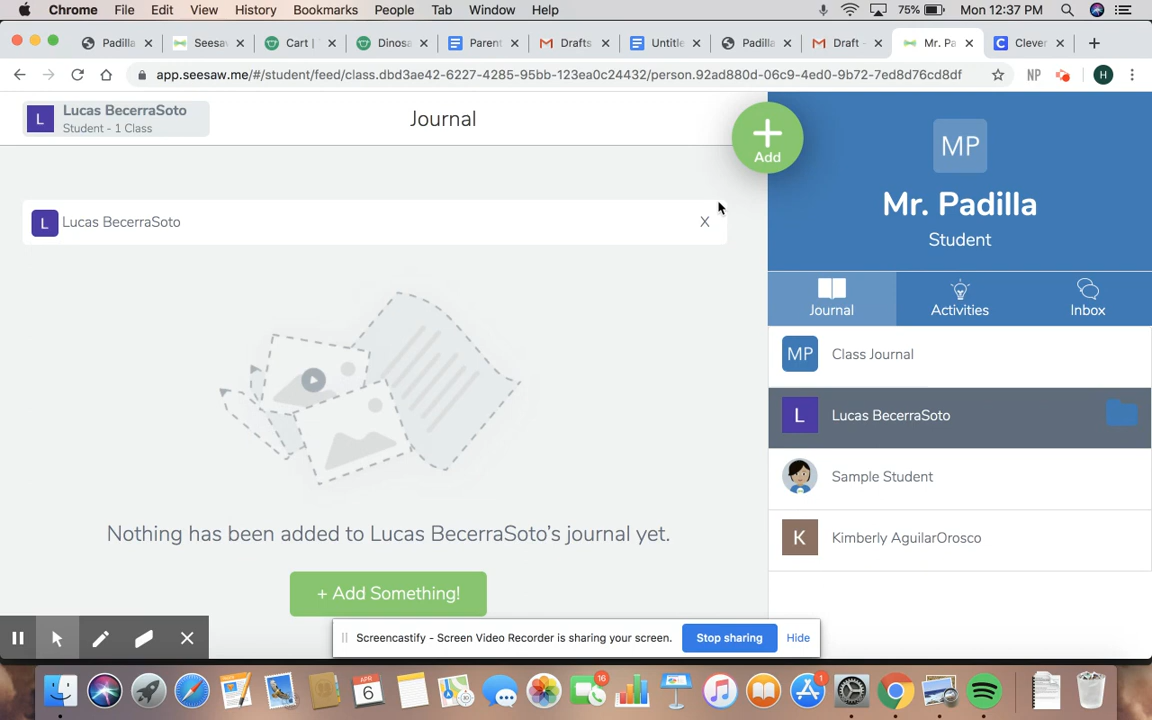 Chrome File Edit View History Bookmarks People Tab Window Help 75% Mon 12:37 PM
Padilla Seesaw Cart | Dinosa Parent Drafts Untitle Padilla Draft - Mr. Pa Clever
app.seesaw.me/#/student/feed/class.dbd3ae42-6227-4285-95bb-123ea0c24432/person.92ad880d-06c9-4ed0-9b72-7ed8d76cd8df NP H
L Lucas BecerraSoto
Student - 1 Class
Journal
Add
MP
Mr. Padilla
Student
Journal Activities Inbox
L Lucas BecerraSoto X
MP Class Journal
L Lucas BecerraSoto
Sample Student
K Kimberly AguilarOrosco
Nothing has been added to Lucas BecerraSoto's journal yet.
+ Add Something!
Screencastify - Screen Video Recorder is sharing your screen. Stop sharing Hide
APR
6
16
1